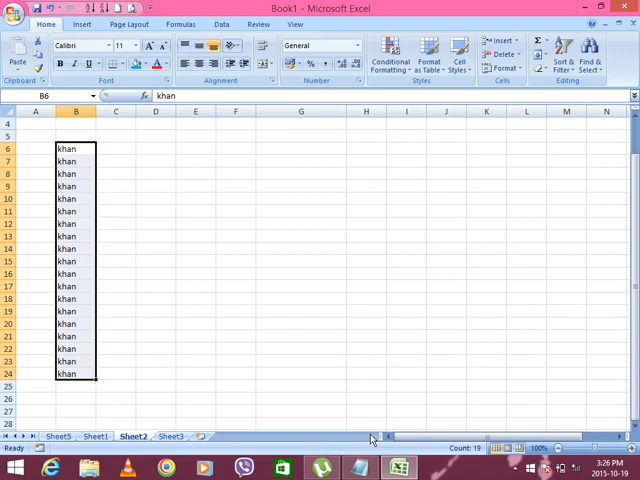 Book1 - Microsoft Excel
Home Insert Page Layout Formulas Data Review View
Paste
Clipboard
Calibri 11
B I U
Font
Alignment
General
Number
Conditional Formatting
Format as Table
Cell Styles
Styles
Insert
Delete
Format
Cells
Sort & Filter
Find & Select
Editing
B6 fx khan
A B C D E F G H I J K L M N
4
5
6 khan
7 khan
8 khan
9 khan
10 khan
11 khan
12 khan
13 khan
14 khan
15 khan
16 khan
17 khan
18 khan
19 khan
20 khan
21 khan
22 khan
23 khan
24 khan
25
26
27
28
Sheet5 Sheet1 Sheet2 Sheet3
Ready Count: 19 100%
3:26 PM
2015-10-19